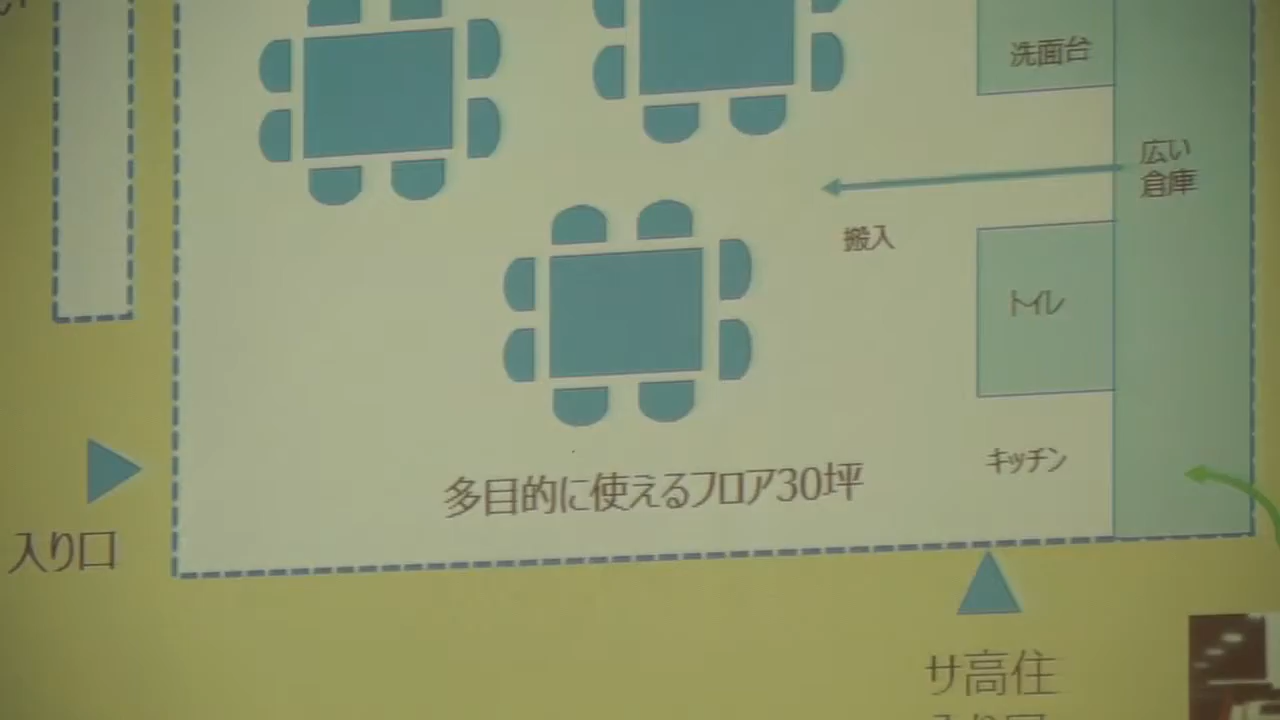 洗面台
広い
倉庫
搬入
トイレ
キッチン
多目的に使えるフロア30坪
入り口
サ高住